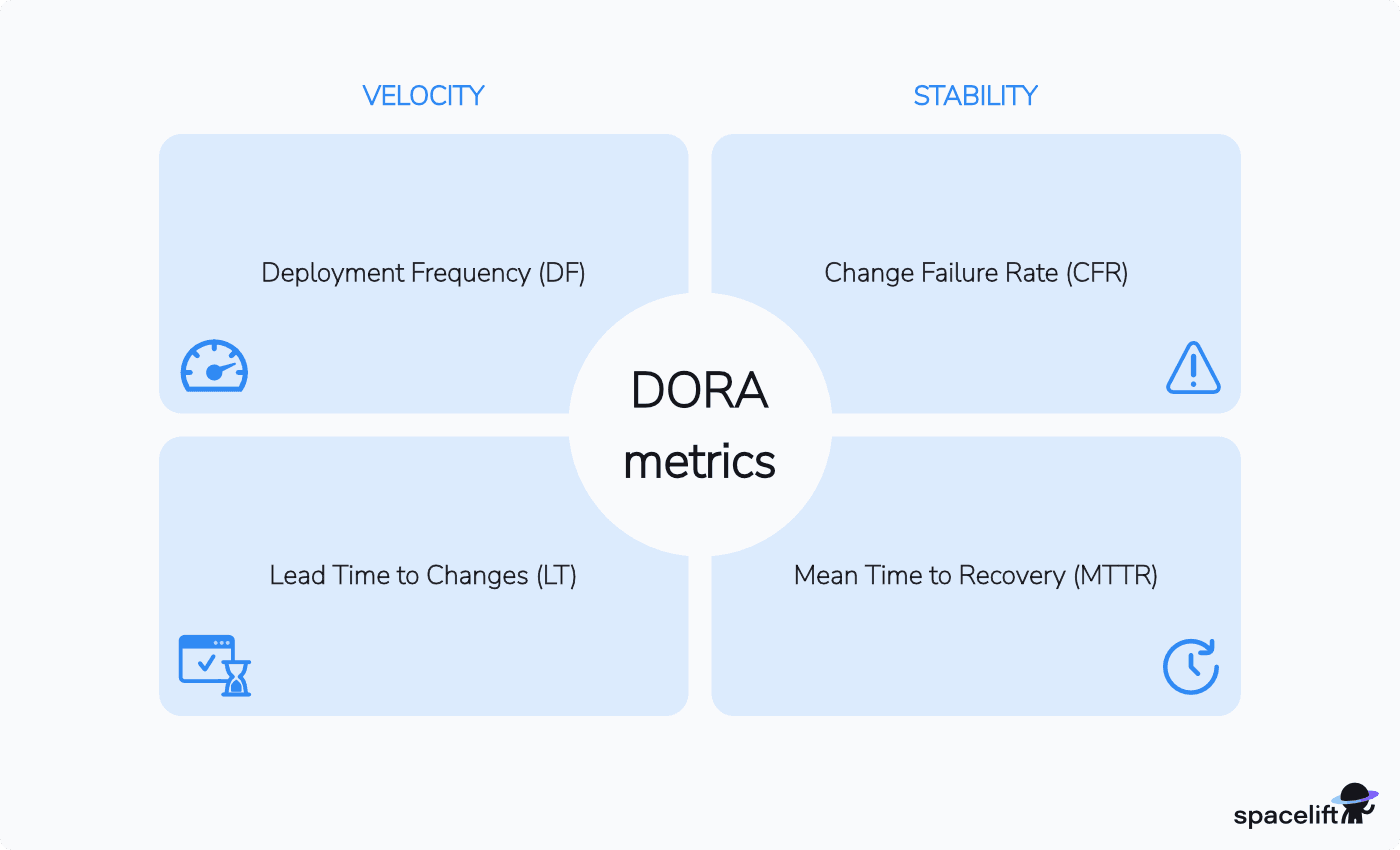 VELOCITY
STABILITY
Deployment Frequency (DF)
Change Failure Rate (CFR)
DORA
metrics
Lead Time to Changes (LT)
Mean Time to Recovery (MTTR)
spacelift